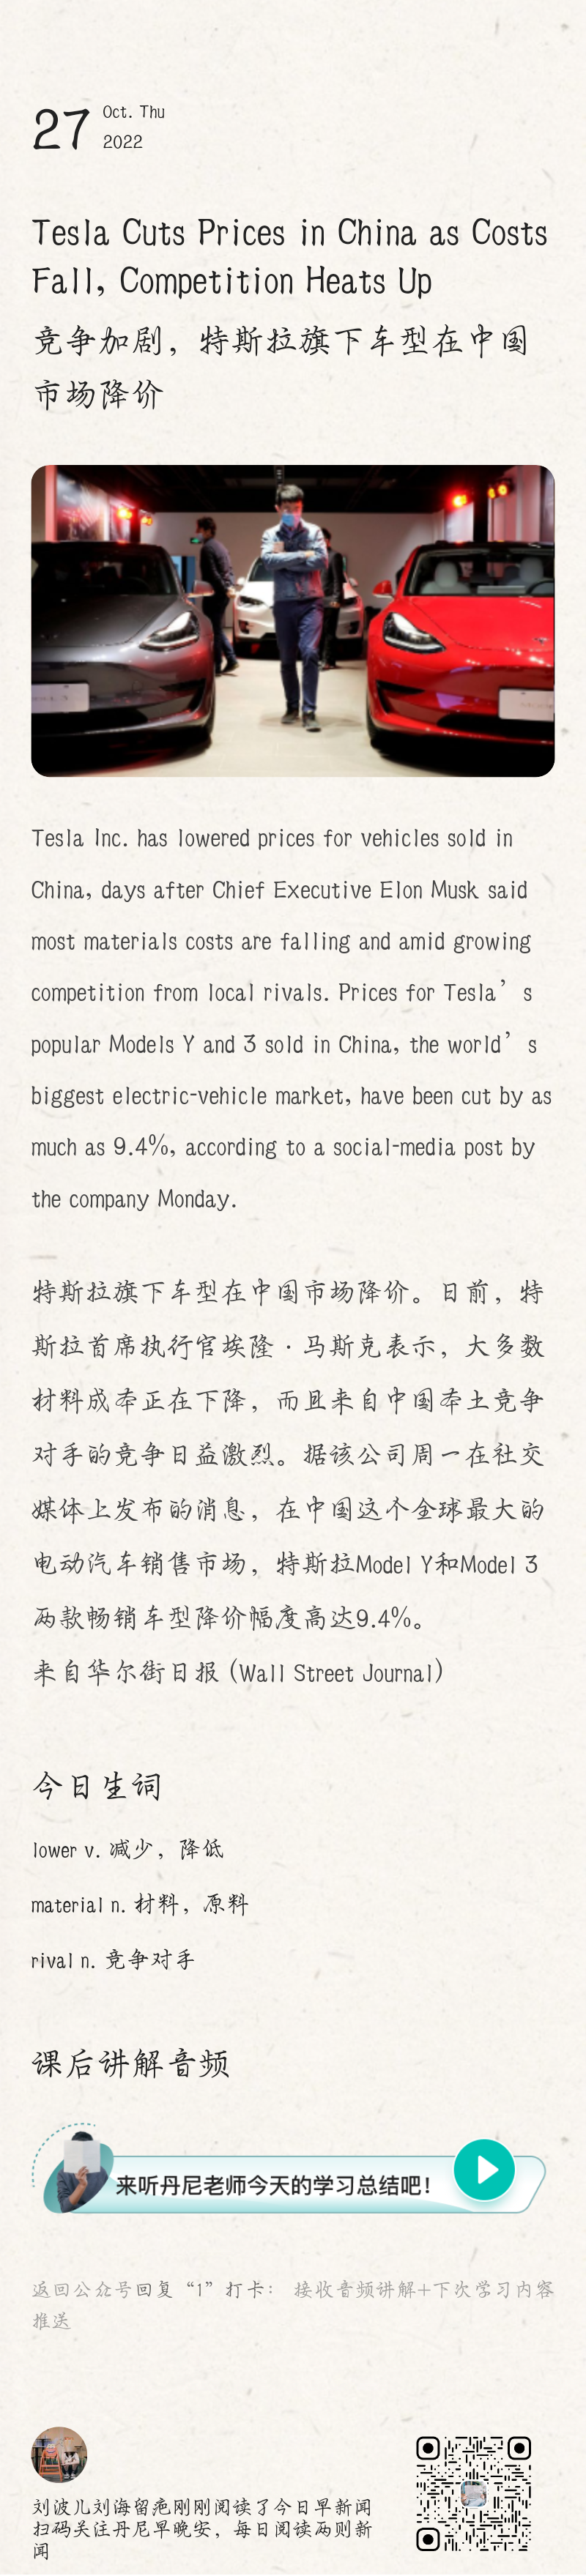 27
Oct. Thu
2022
Tesla Cuts Prices in China as Costs
Fall, Competition Heats Up
竞争加剧，特斯拉旗下车型在中国
市场降价
Tesla Inc. has lowered prices for vehicles sold in
China, days after Chief Executive Elon Musk said
most materials costs are falling and amid growing
competition from local rivals. Prices for Tesla’s
popular Models Y and 3 sold in China, the world’s
biggest electric-vehicle market, have been cut by as
much as 9.4%, according to a social-media post by
the company Monday.
特斯拉旗下车型在中国市场降价。日前，特
斯拉首席执行官埃隆·马斯克表示，大多数
材料成本正在下降，而且来自中国本土竞争
对手的竞争日益激烈。据该公司周一在社交
媒体上发布的消息，在中国这个全球最大的
电动汽车销售市场，特斯拉Model Y和Model 3
两款畅销车型降价幅度高达9.4%。
来自华尔街日报 (Wall Street Journal)
今日生词
lower v. 减少，降低
material n. 材料，原料
rival n. 竞争对手
课后讲解音频
来听丹尼老师今天的学习总结吧！
返回公众号回复“1”打卡： 接收音频讲解+下次学习内容
推送
刘波儿刘海留疤刚刚阅读了今日早新闻
扫码关注丹尼早晚安，每日阅读两则新
闻